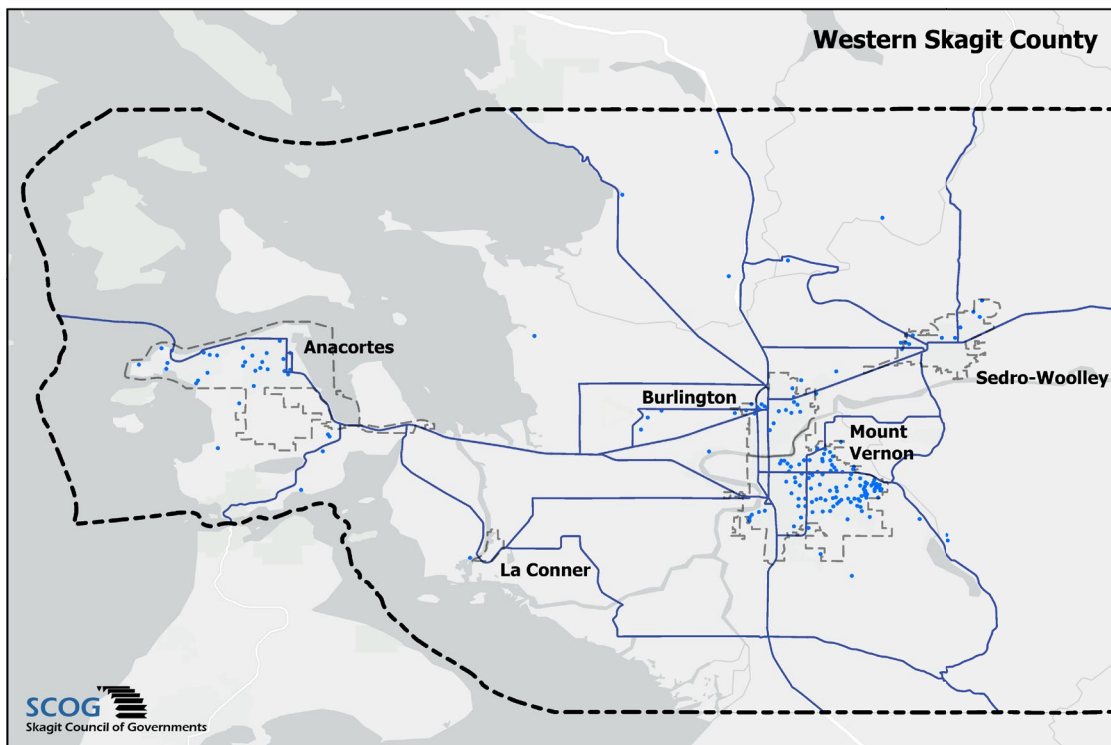 Western Skagit County
Anacortes
Burlington
Sedro-Woolley
Mount
Vernon
La Conner
SCOG
Skagit Council of Governments